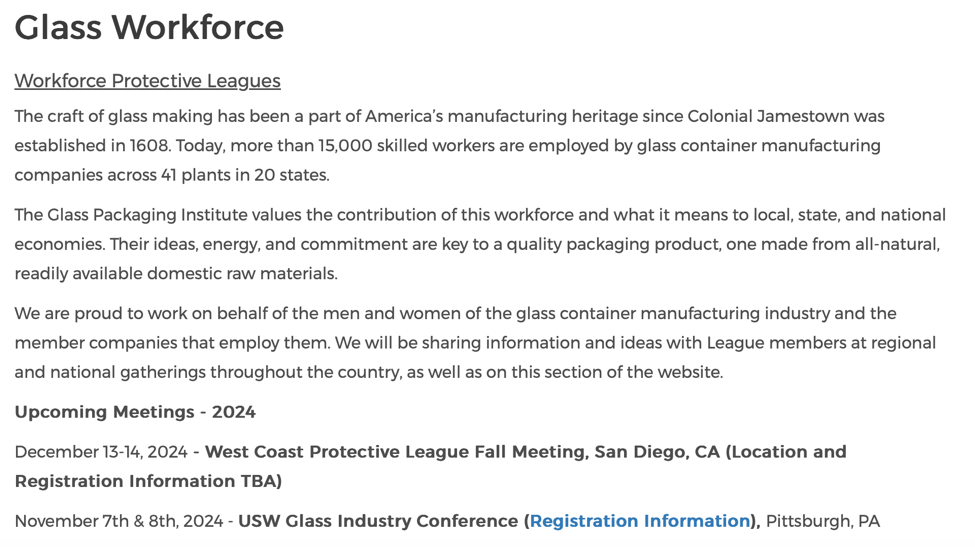 Glass Workforce
Workforce Protective Leagues
The craft of glass making has been a part of America's manufacturing heritage since Colonial Jamestown was
established in 1608. Today, more than 15,000 skilled workers are employed by glass container manufacturing
companies across 41 plants in 20 states.
The Glass Packaging Institute values the contribution of this workforce and what it means to local, state, and national
economies. Their ideas, energy, and commitment are key to a quality packaging product, one made from all-natural,
readily available domestic raw materials.
We are proud to work on behalf of the men and women of the glass container manufacturing industry and the
member companies that employ them. We will be sharing information and ideas with League members at regional
and national gatherings throughout the country, as well as on this section of the website.
Upcoming Meetings - 2024
December 13-14, 2024 - West Coast Protective League Fall Meeting, San Diego, CA (Location and
Registration Information TBA)
November 7th & 8th, 2024 - USW Glass Industry Conference (Registration Information), Pittsburgh, PA